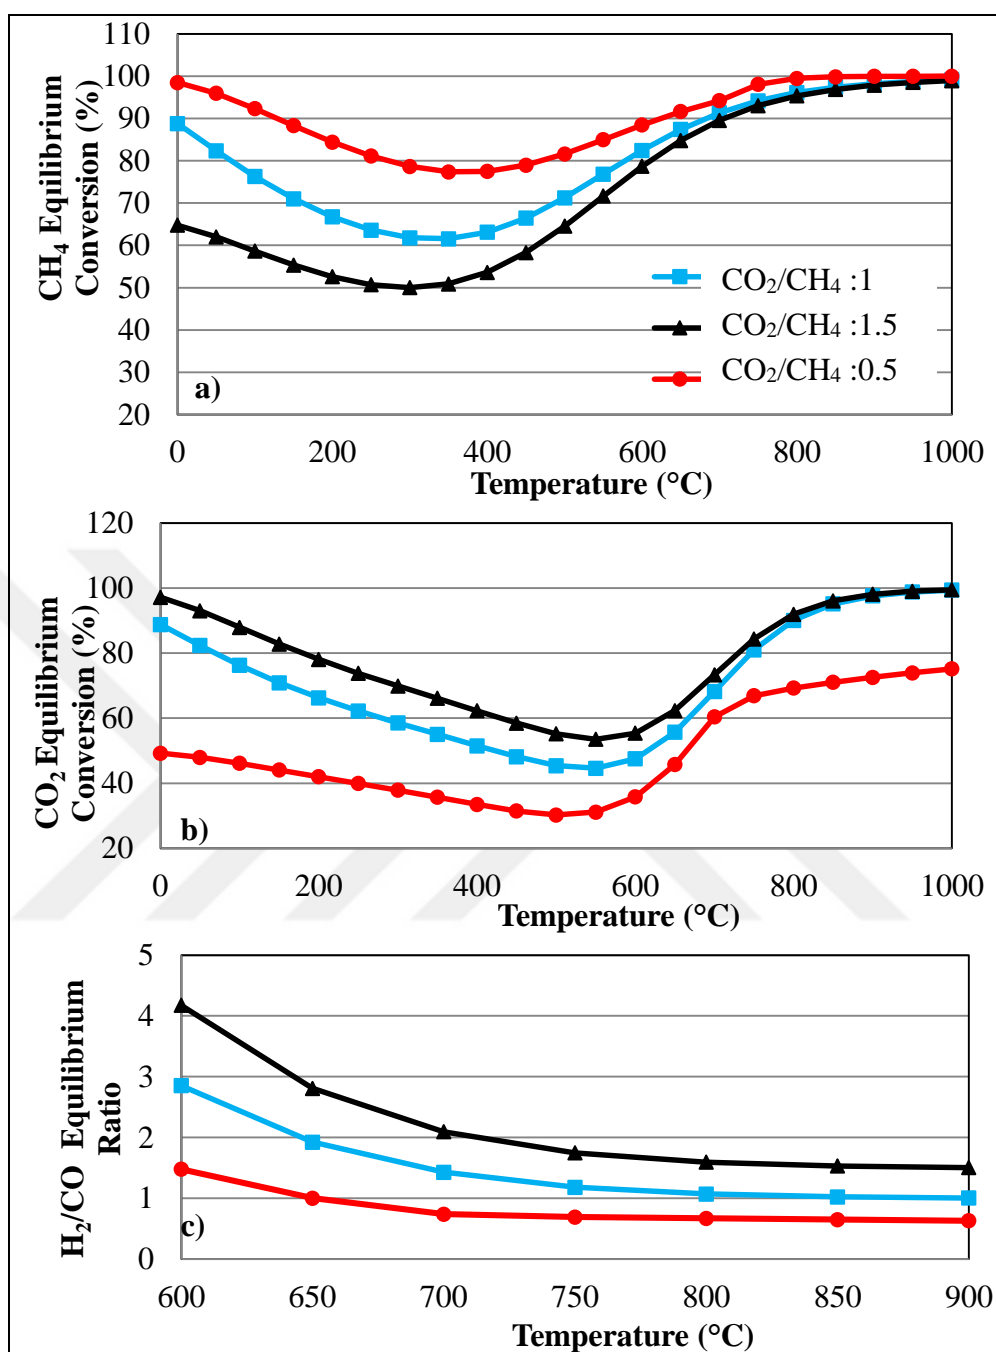 110
100
90
80
70
60
50
40
30
20
CH₄ Equilibrium
Conversion (%)
CO₂/CH₄ :1
CO₂/CH₄ :1.5
CO₂/CH₄ :0.5
a)
0 200 400 600 800 1000
Temperature (°C)
120
100
80
60
40
20
CO₂ Equilibrium
Conversion (%)
b)
0 200 400 600 800 1000
Temperature (°C)
5
4
3
2
1
0
H₂/CO Equilibrium
Ratio
c)
600 650 700 750 800 850 900
Temperature (°C)